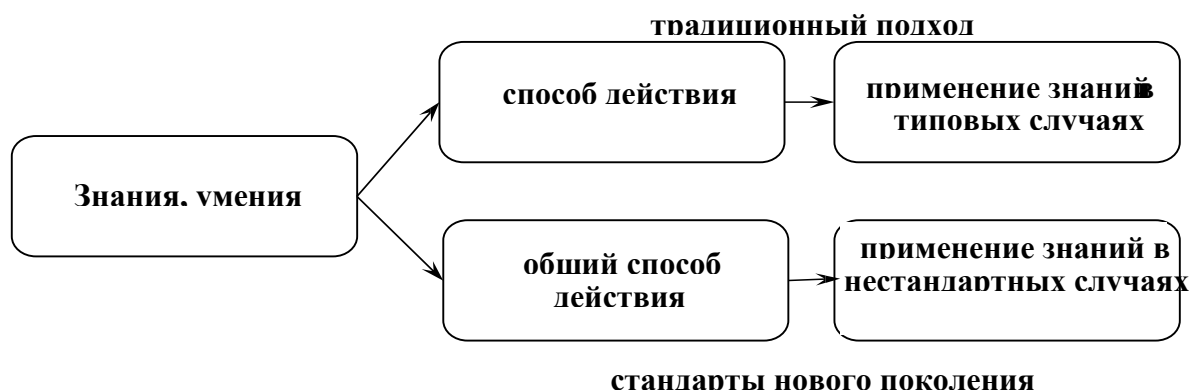 традиционный подход
способ действия
применение знаний в
типовых случаях
Знания, умения
общий способ
действия
применение знаний в
нестандартных случаях
стандарты нового поколения